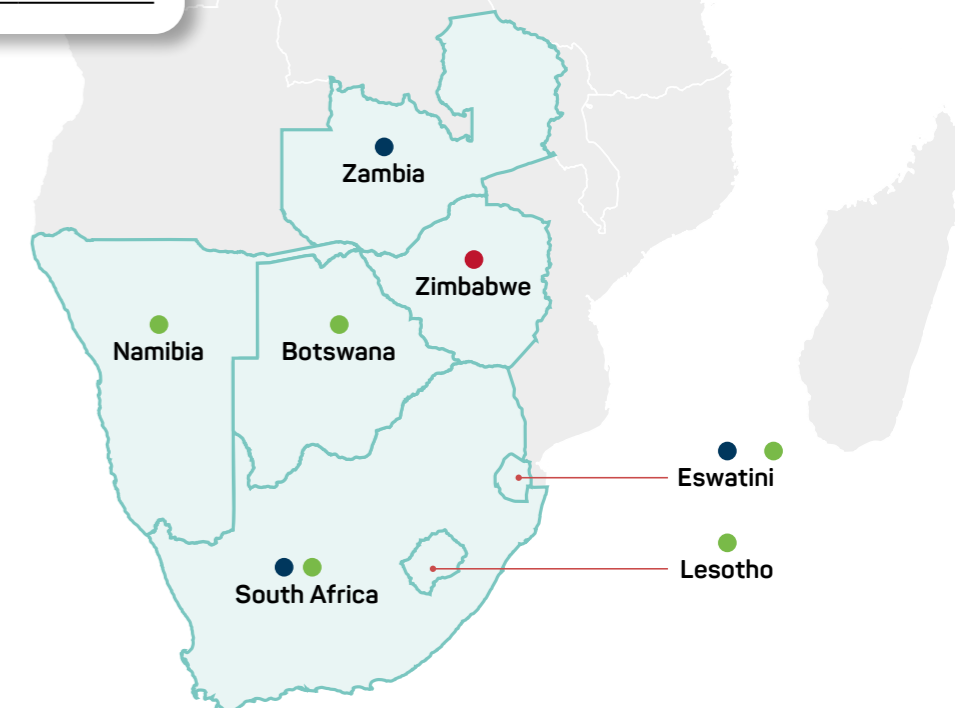 Zambia
Zimbabwe
Namibia
Botswana
Eswatini
Lesotho
South Africa